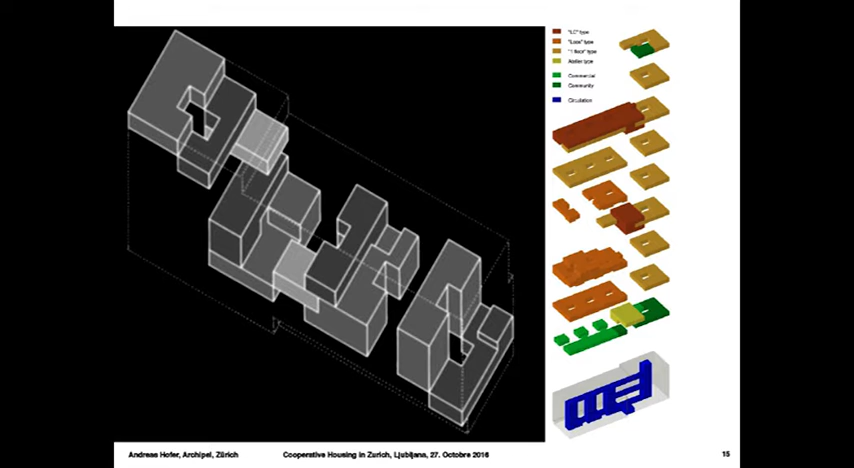 "LC" type
"Loos" type
"1 floor" type
Atelier type
Commercial
Community
Circulation
Andreas Hofer, Archipel, Zürich
Cooperative Housing in Zurich, Ljubljana, 27. Octobre 2016
15